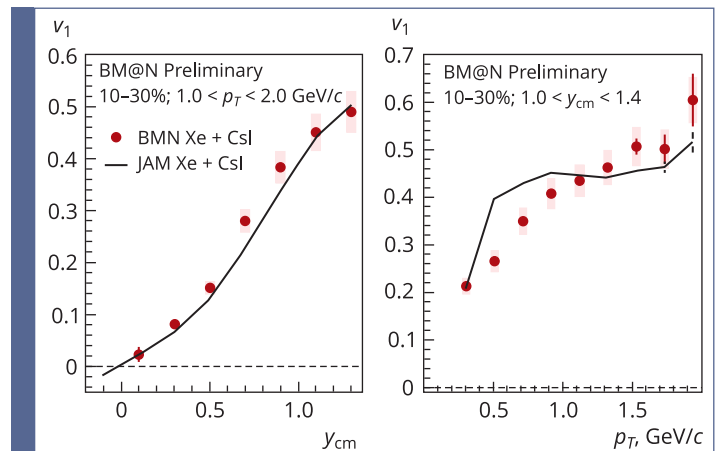 v₁
0.6
0.5
0.4
0.3
0.2
0.1
0
BM@N Preliminary
10–30%; 1.0 < pT < 2.0 GeV/c
BMN Xe + CsI
JAM Xe + CsI
0 0.5 1.0
ycm
v₁
0.7
0.6
0.5
0.4
0.3
0.2
0.1
0
BM@N Preliminary
10–30%; 1.0 < ycm < 1.4
0.5 1.0 1.5
pT, GeV/c